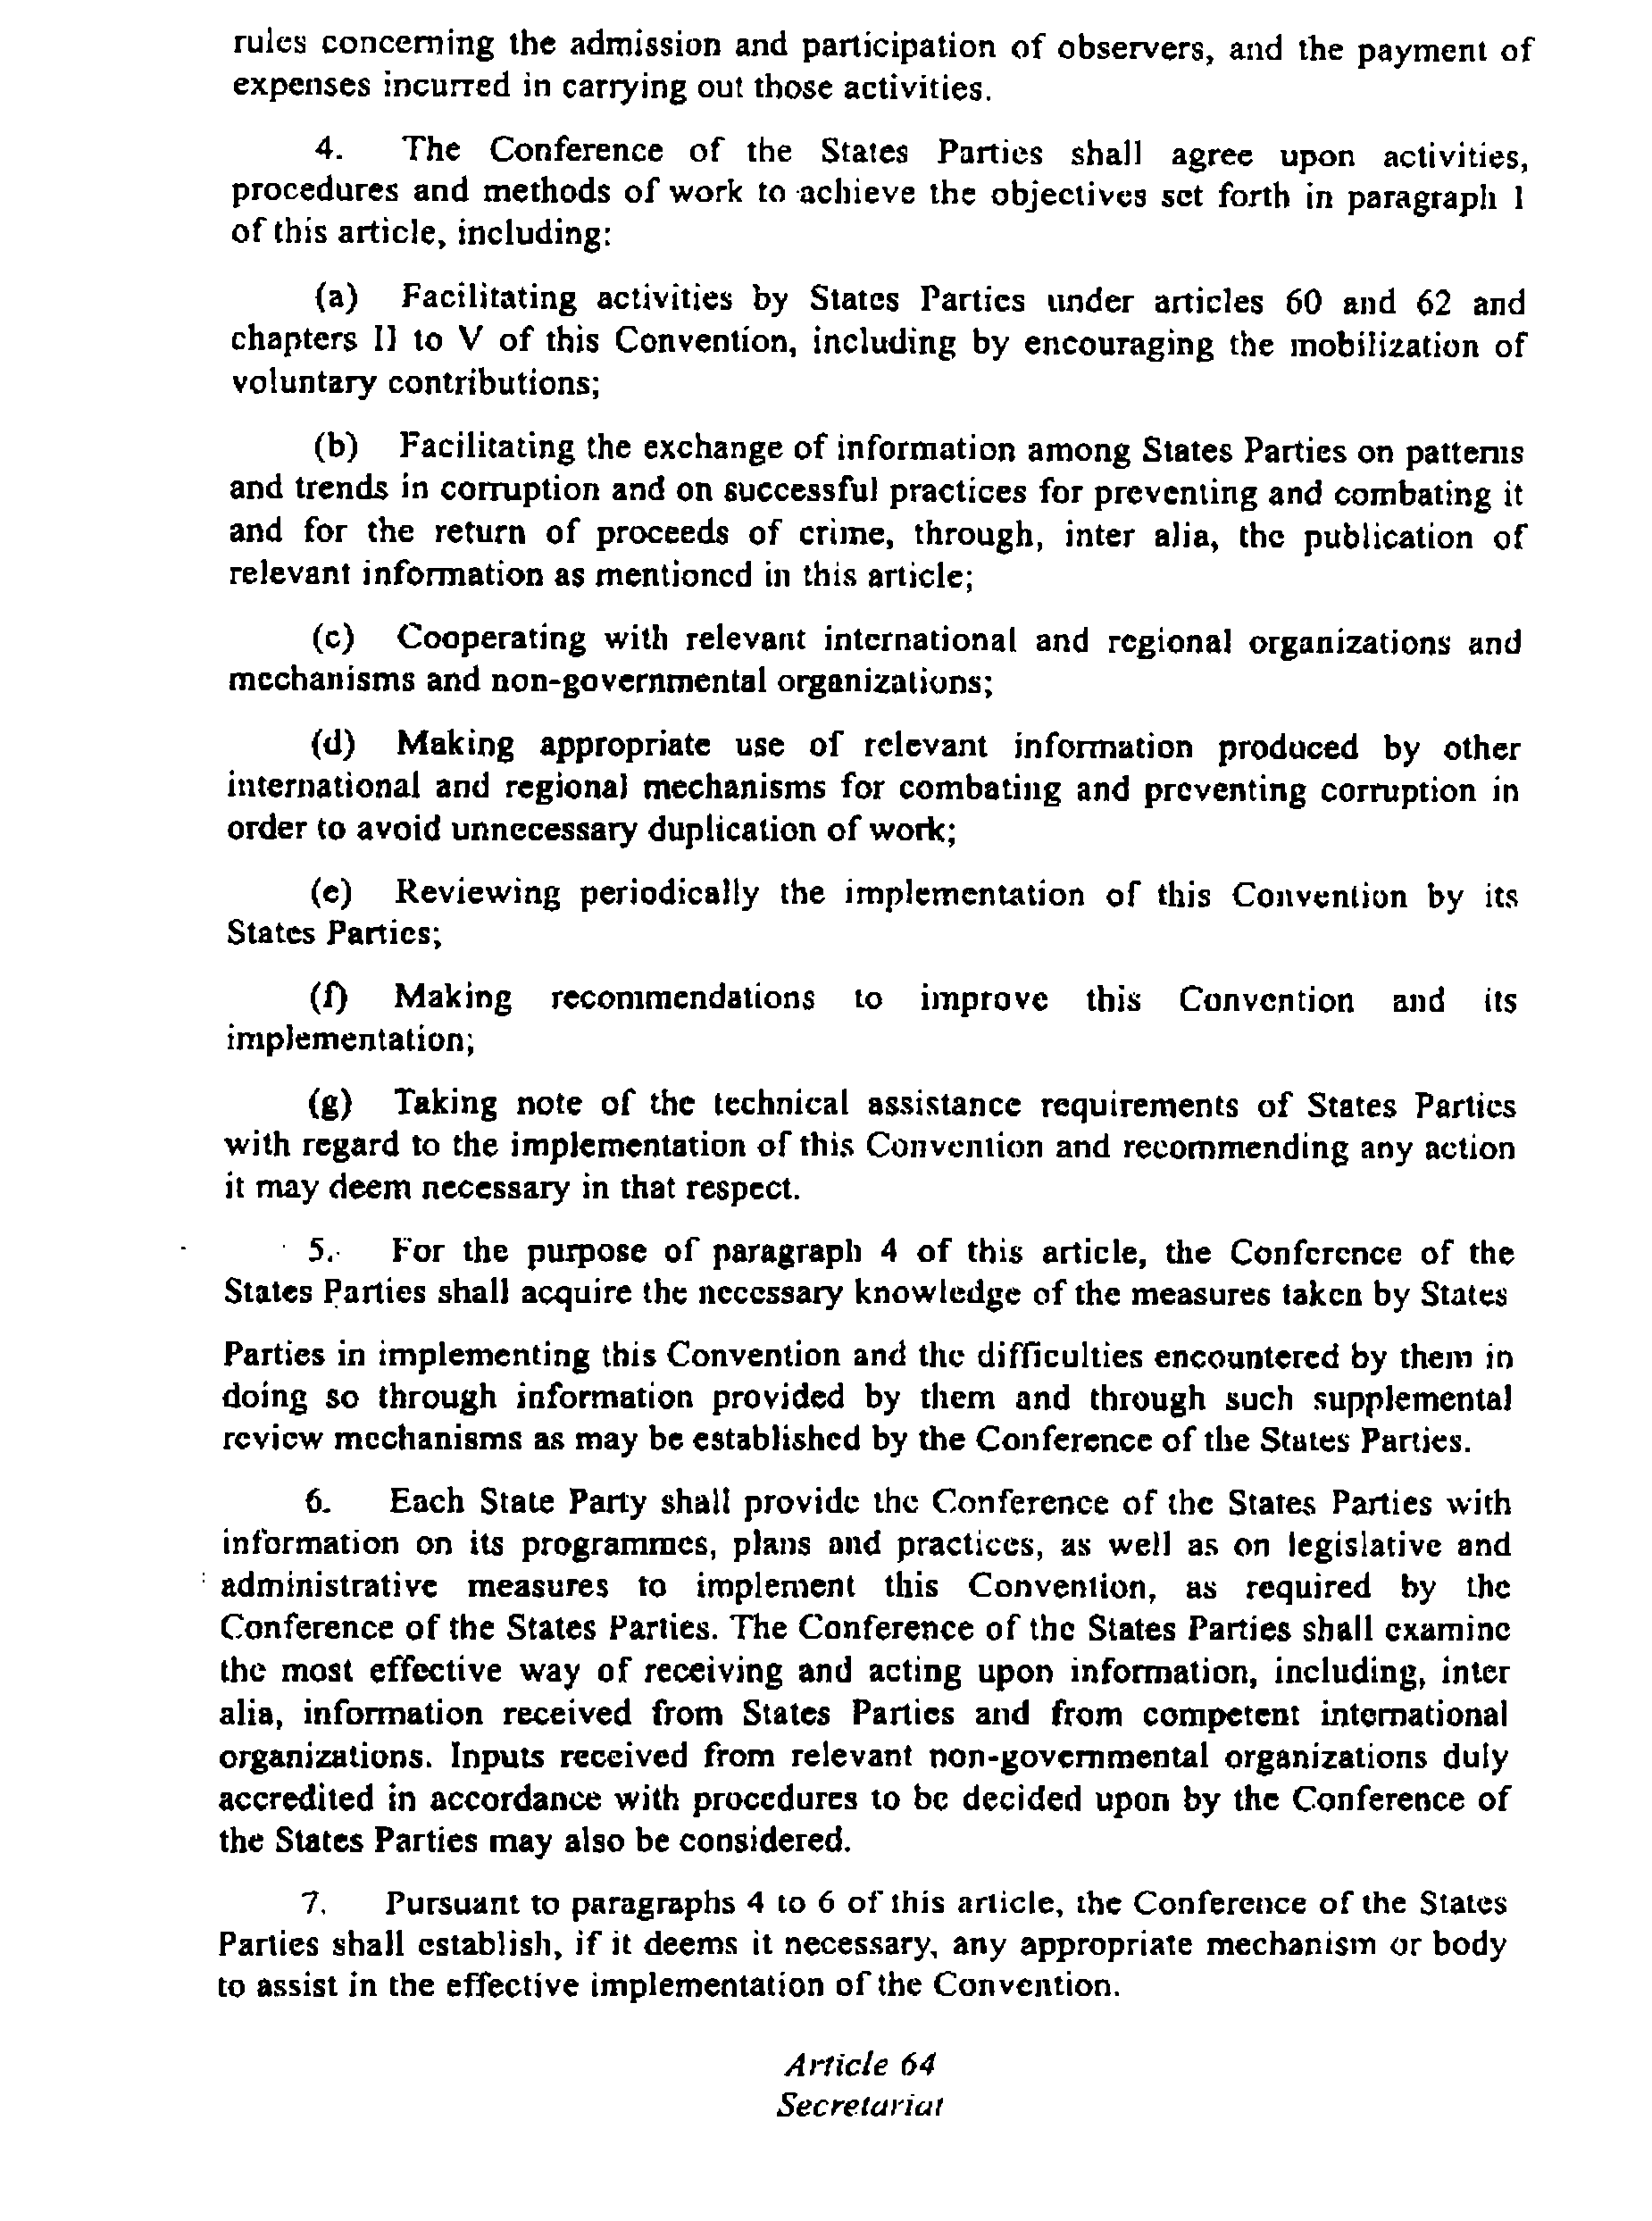 rules concerning the admission and participation of observers, and the payment of
expenses incurred in carrying out those activities.
4. The Conference of the States Parties shall agree upon activities,
procedures and methods of work to achieve the objectives set forth in paragraph 1
of this article, including:
(a) Facilitating activities by States Parties under articles 60 and 62 and
chapters II to V of this Convention, including by encouraging the mobilization of
voluntary contributions;
(b) Facilitating the exchange of information among States Parties on patterns
and trends in corruption and on successful practices for preventing and combating it
and for the return of proceeds of crime, through, inter alia, the publication of
relevant information as mentioned in this article;
(c) Cooperating with relevant international and regional organizations and
mechanisms and non-governmental organizations;
(d) Making appropriate use of relevant information produced by other
international and regional mechanisms for combating and preventing corruption in
order to avoid unnecessary duplication of work;
(e) Reviewing periodically the implementation of this Convention by its
States Parties;
(f) Making recommendations to improve this Convention and its
implementation;
(g) Taking note of the technical assistance requirements of States Parties
with regard to the implementation of this Convention and recommending any action
it may deem necessary in that respect.
5. For the purpose of paragraph 4 of this article, the Conference of the
States Parties shall acquire the necessary knowledge of the measures taken by States
Parties in implementing this Convention and the difficulties encountered by them in
doing so through information provided by them and through such supplemental
review mechanisms as may be established by the Conference of the States Parties.
6. Each State Party shall provide the Conference of the States Parties with
information on its programmes, plans and practices, as well as on legislative and
administrative measures to implement this Convention, as required by the
Conference of the States Parties. The Conference of the States Parties shall examine
the most effective way of receiving and acting upon information, including, inter
alia, information received from States Parties and from competent international
organizations. Inputs received from relevant non-governmental organizations duly
accredited in accordance with procedures to be decided upon by the Conference of
the States Parties may also be considered.
7. Pursuant to paragraphs 4 to 6 of this article, the Conference of the States
Parties shall establish, if it deems it necessary, any appropriate mechanism or body
to assist in the effective implementation of the Convention.
Article 64
Secretariat